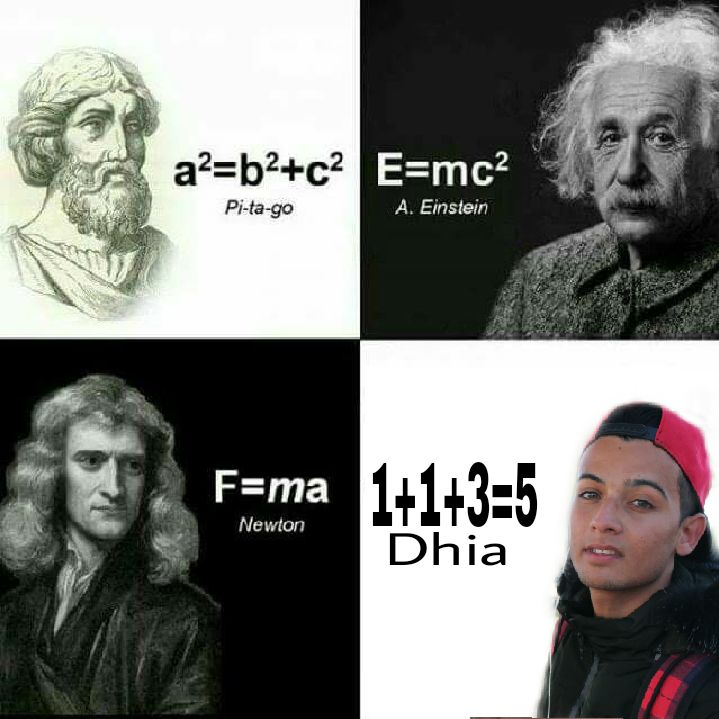 a²=b²+c²
Pi-ta-go
E=mc²
A. Einstein
F=ma
Newton
1+1+3=5
Dhia